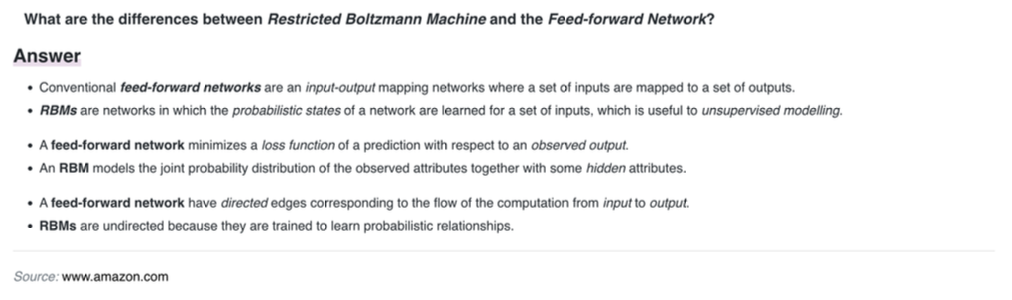 What are the differences between Restricted Boltzmann Machine and the Feed-forward Network?
Answer
• Conventional feed-forward networks are an input-output mapping networks where a set of inputs are mapped to a set of outputs.
• RBMs are networks in which the probabilistic states of a network are learned for a set of inputs, which is useful to unsupervised modelling.
• A feed-forward network minimizes a loss function of a prediction with respect to an observed output.
• An RBM models the joint probability distribution of the observed attributes together with some hidden attributes.
• A feed-forward network have directed edges corresponding to the flow of the computation from input to output.
• RBMs are undirected because they are trained to learn probabilistic relationships.
Source: www.amazon.com